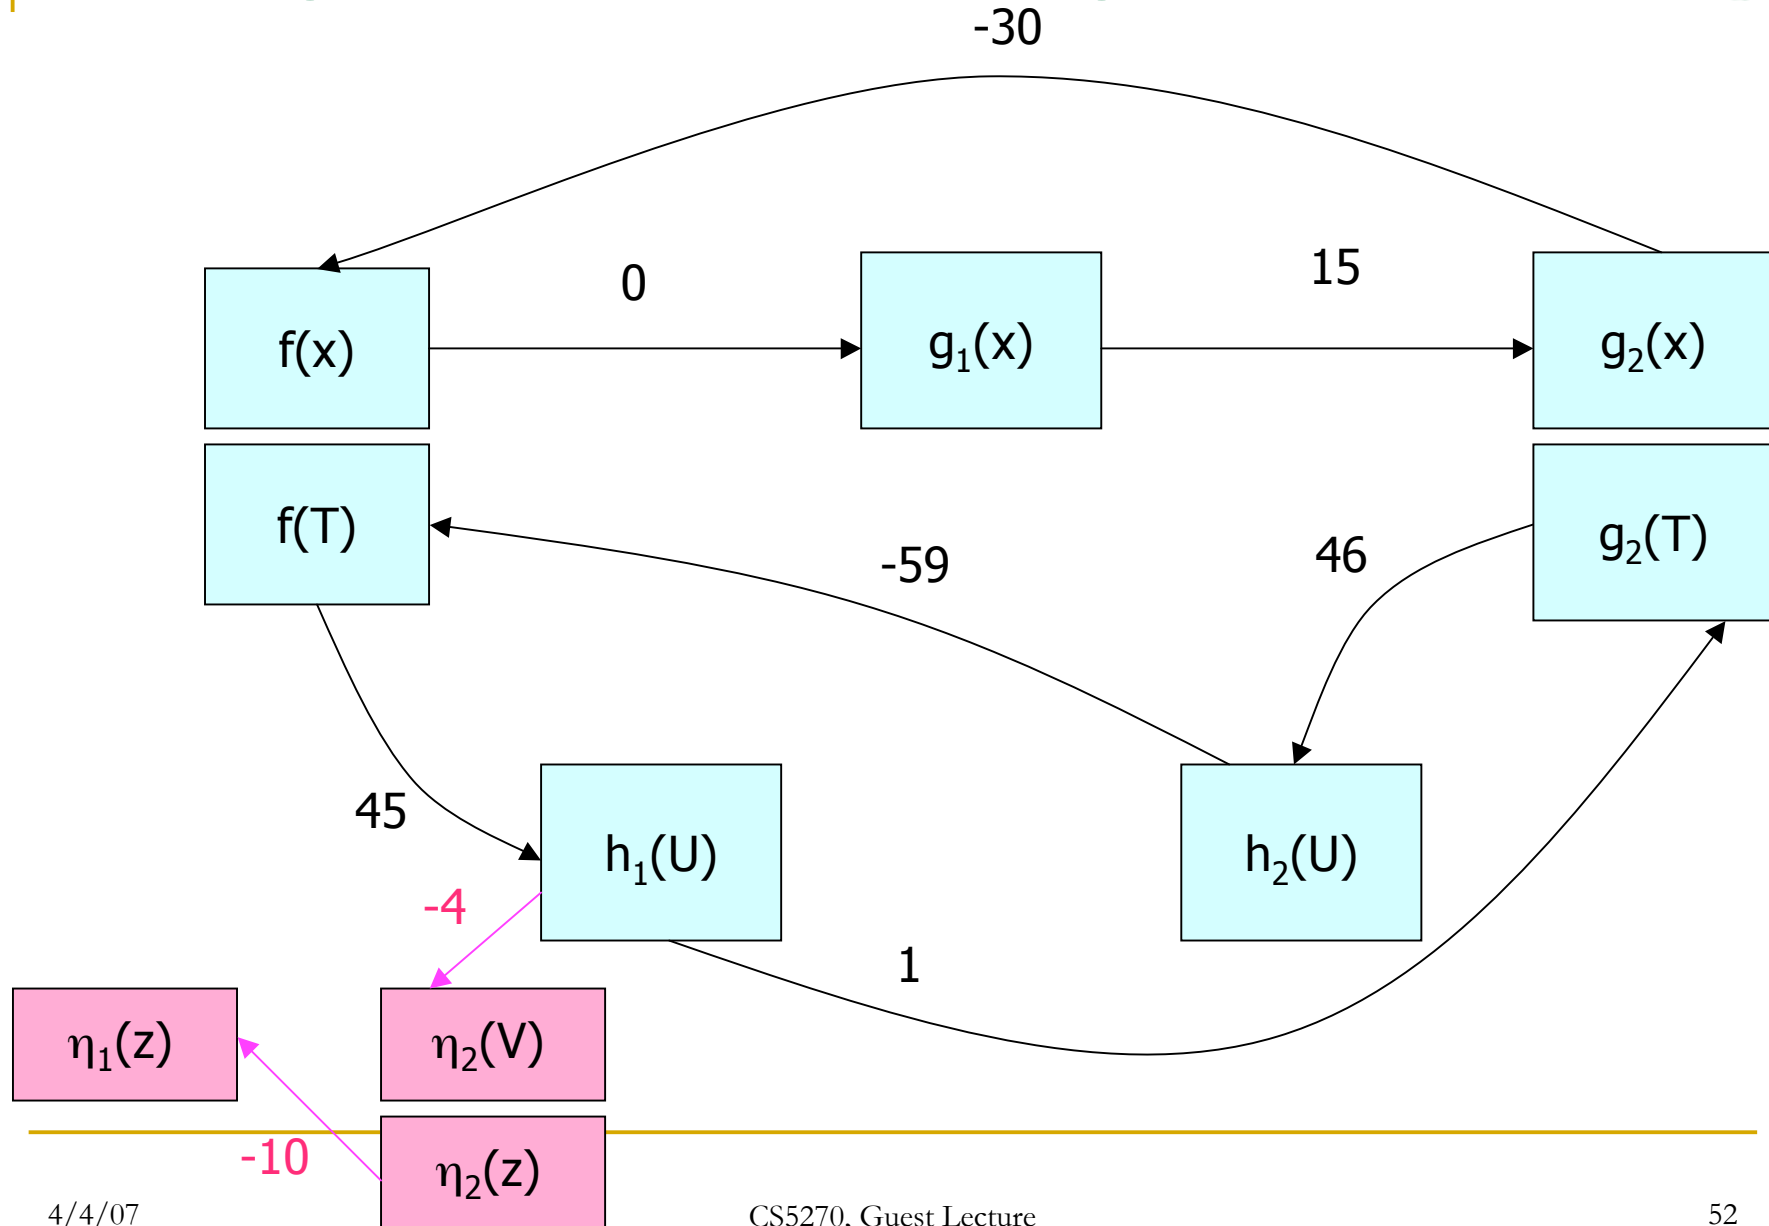 -30
0
15
f(x)
g₁(x)
g₂(x)
f(T)
g₂(T)
-59
46
45
h₁(U)
h₂(U)
-4
1
η₁(z)
η₂(V)
-10
η₂(z)
4/4/07
CS5270, Guest Lecture
52